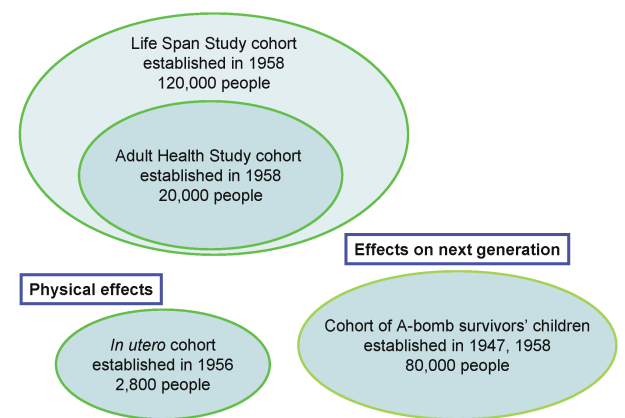 Life Span Study cohort
established in 1958
120,000 people
Adult Health Study cohort
established in 1958
20,000 people
Effects on next generation
Physical effects
In utero cohort
established in 1956
2,800 people
Cohort of A-bomb survivors’ children
established in 1947, 1958
80,000 people